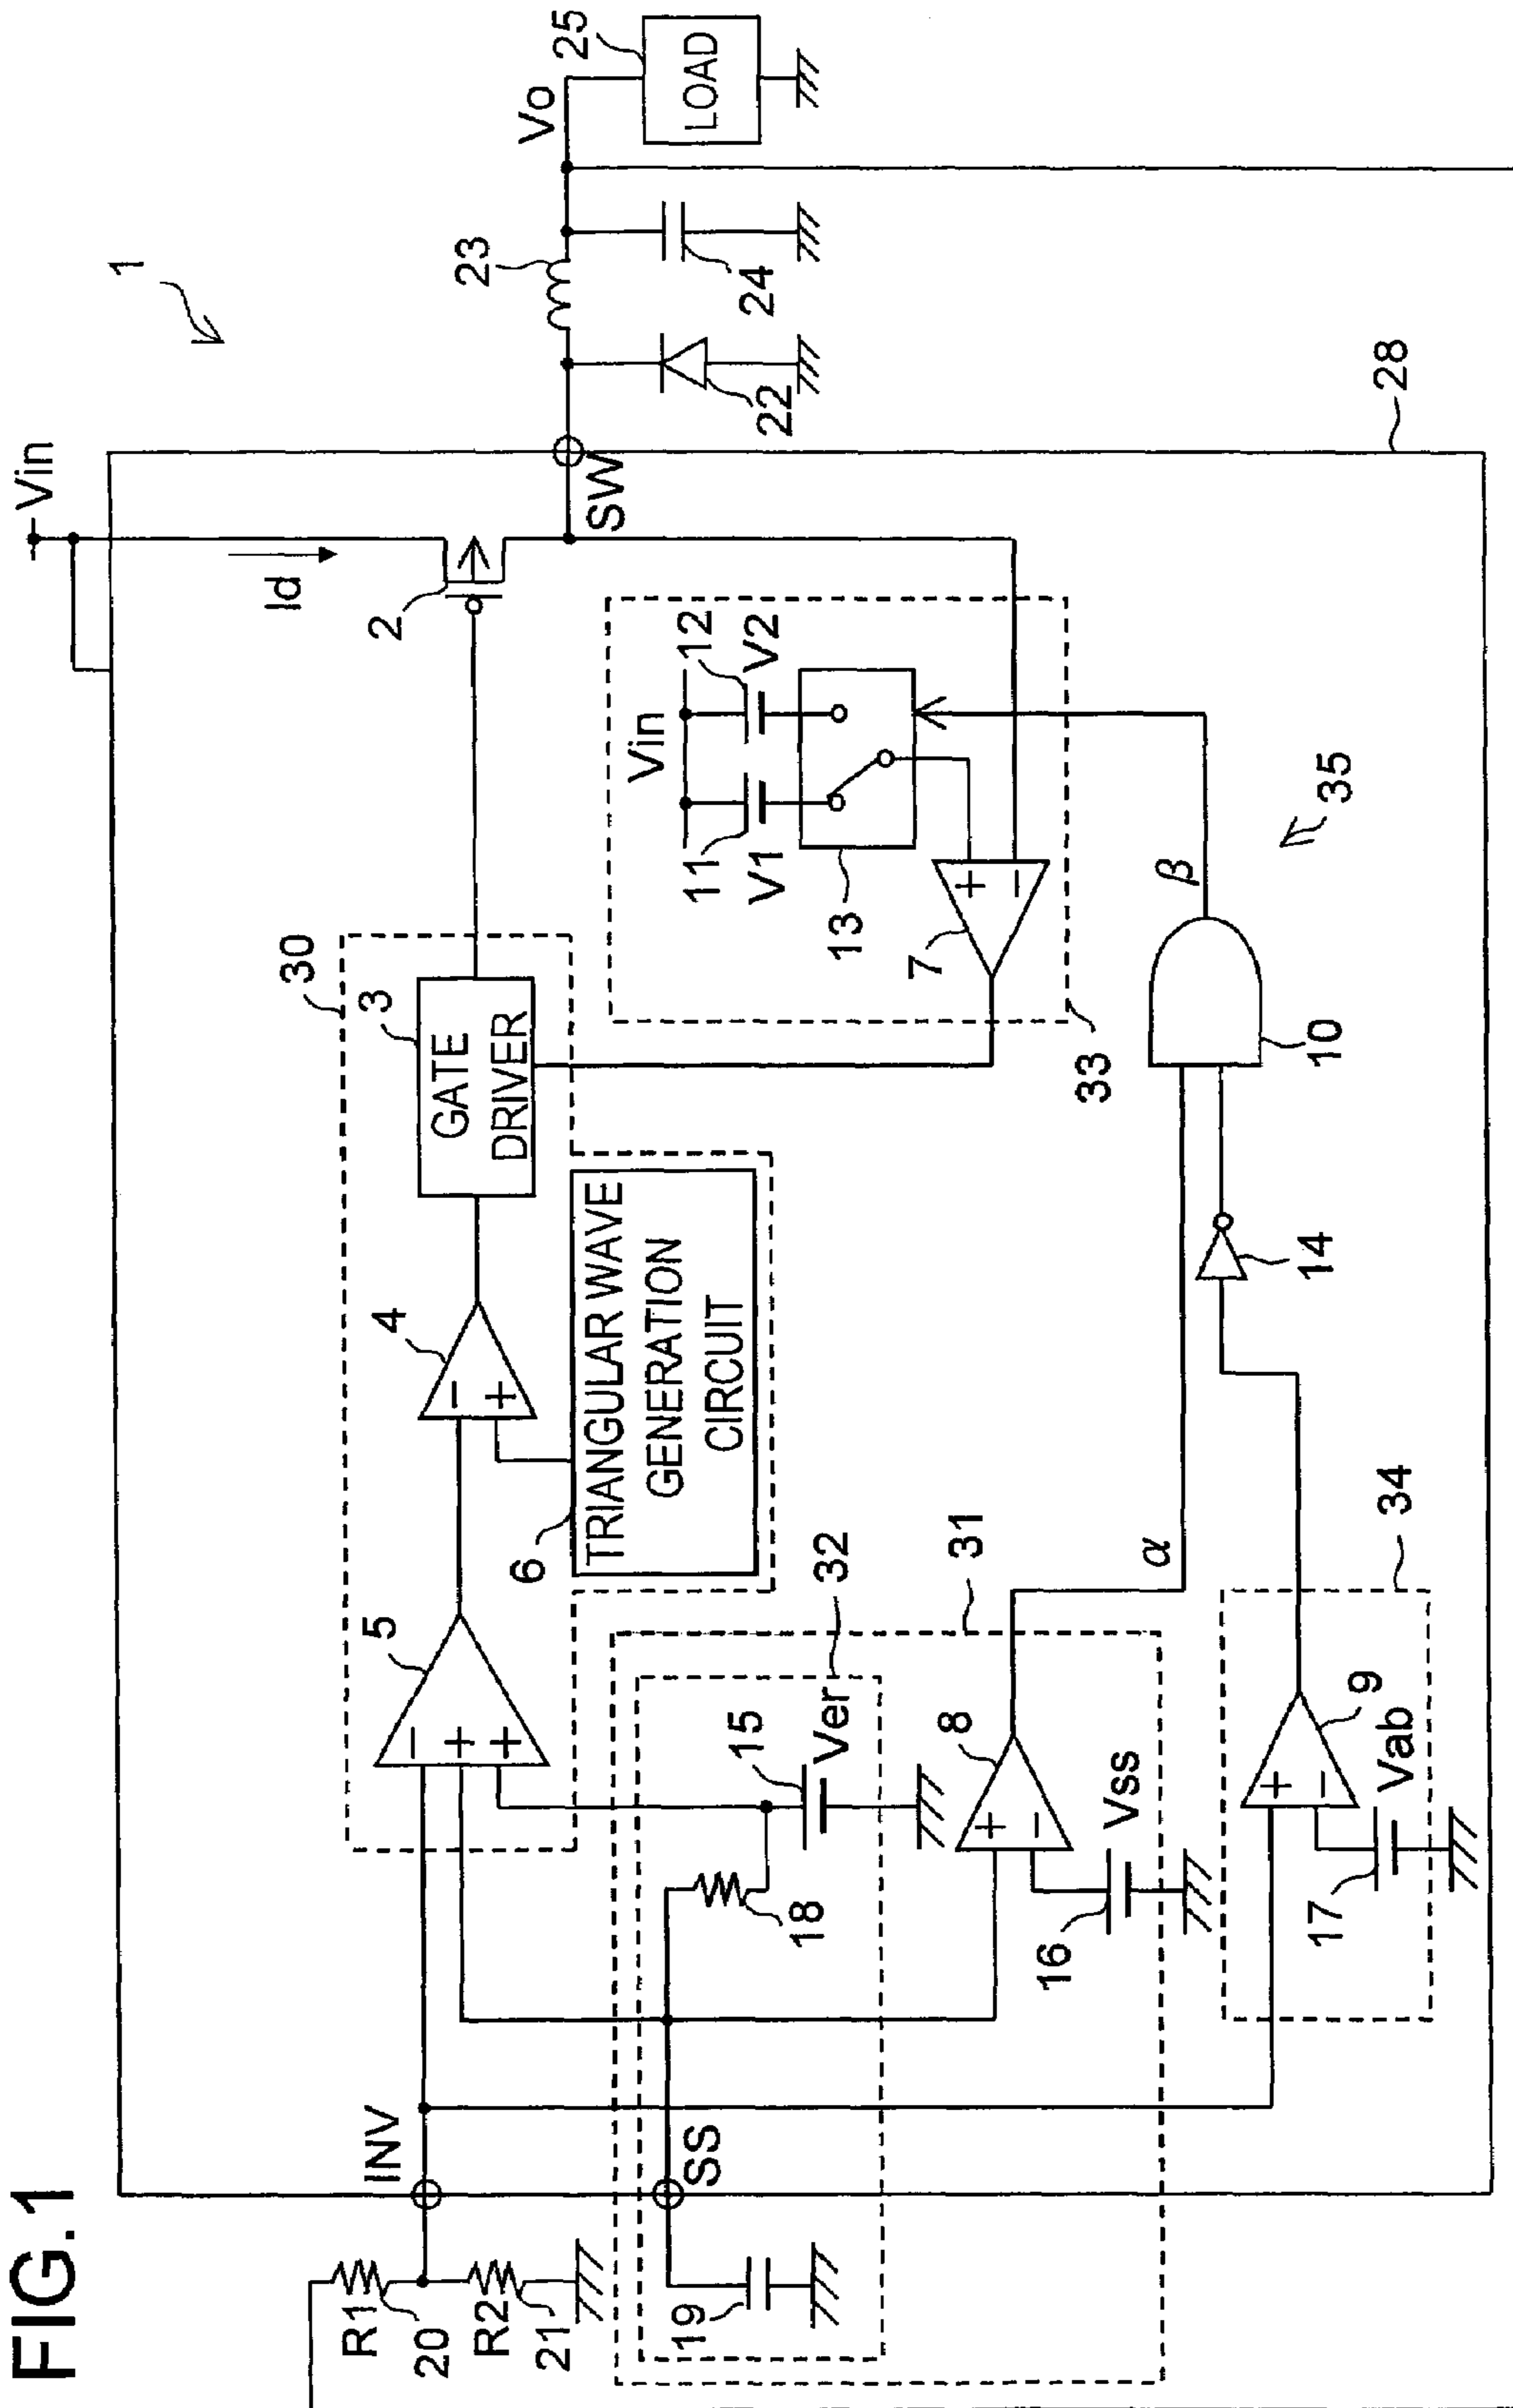 FIG.1
1
Vin
Id
2
SW
Vo
25
LOAD
23
24
22
28
30
3
GATE
DRIVER
4
5
6
TRIANGULAR WAVE
GENERATION
CIRCUIT
Vin
11
V1
12
V2
13
7
33
35
β
10
14
α
32
31
34
15
Ver
18
8
Vss
16
9
Vab
17
INV
SS
R1
20
R2
21
19
−
+
+
−
+
+
−
+
−
+
−